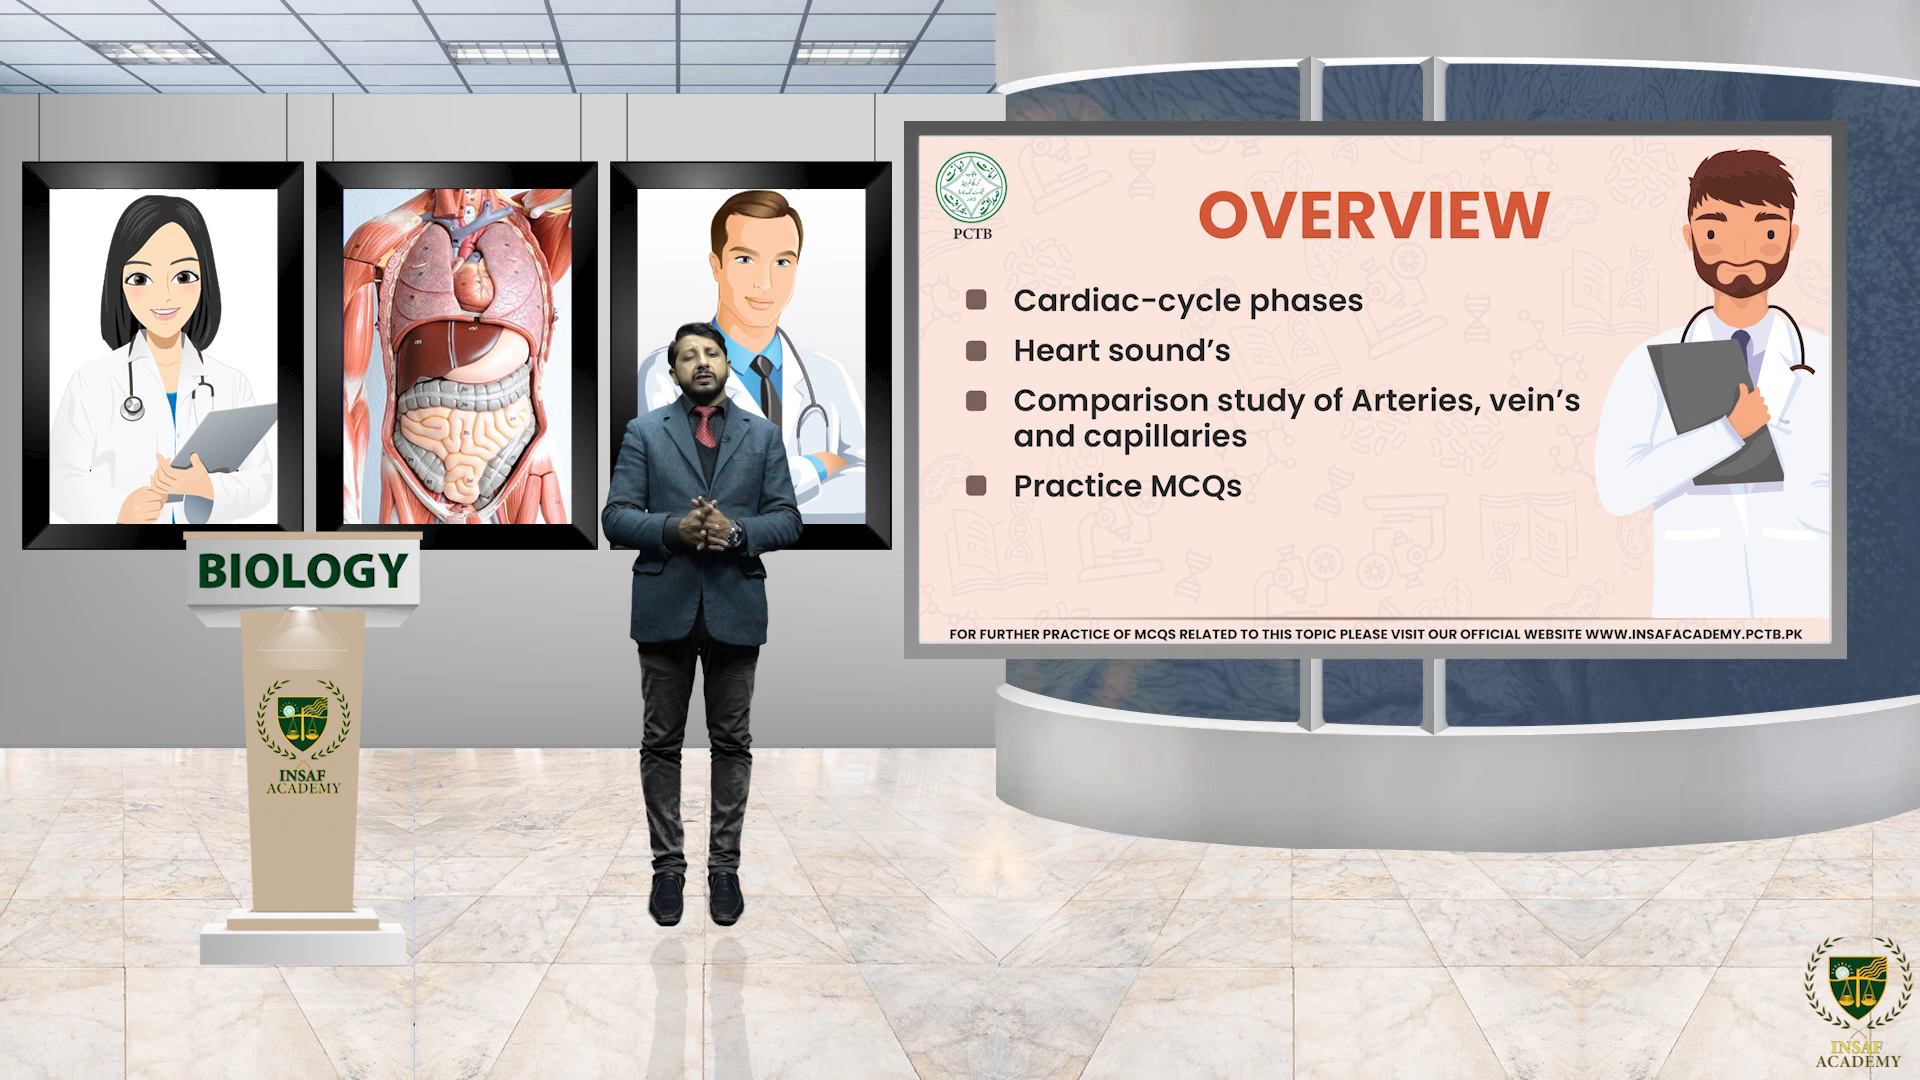 OVERVIEW
Cardiac-cycle phases
Heart sound's
Comparison study of Arteries, vein's
and capillaries
Practice MCQs
PCTB
FOR FURTHER PRACTICE OF MCQS RELATED TO THIS TOPIC PLEASE VISIT OUR OFFICIAL WEBSITE WWW.INSAFACADEMY.PCTB.PK
BIOLOGY
INSAF
ACADEMY
INSAF
ACADEMY